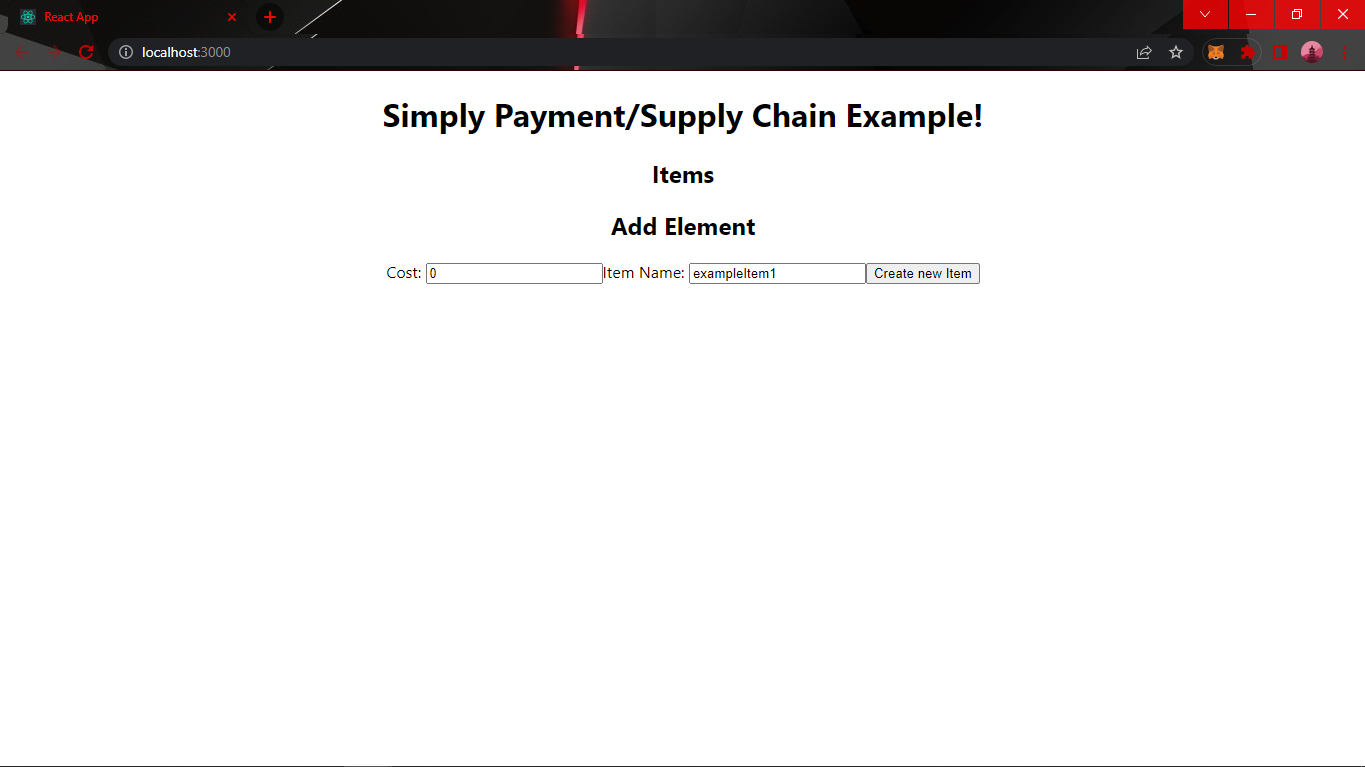 React App
localhost:3000
Simply Payment/Supply Chain Example!
Items
Add Element
Cost: 0 Item Name: exampleItem1 Create new Item